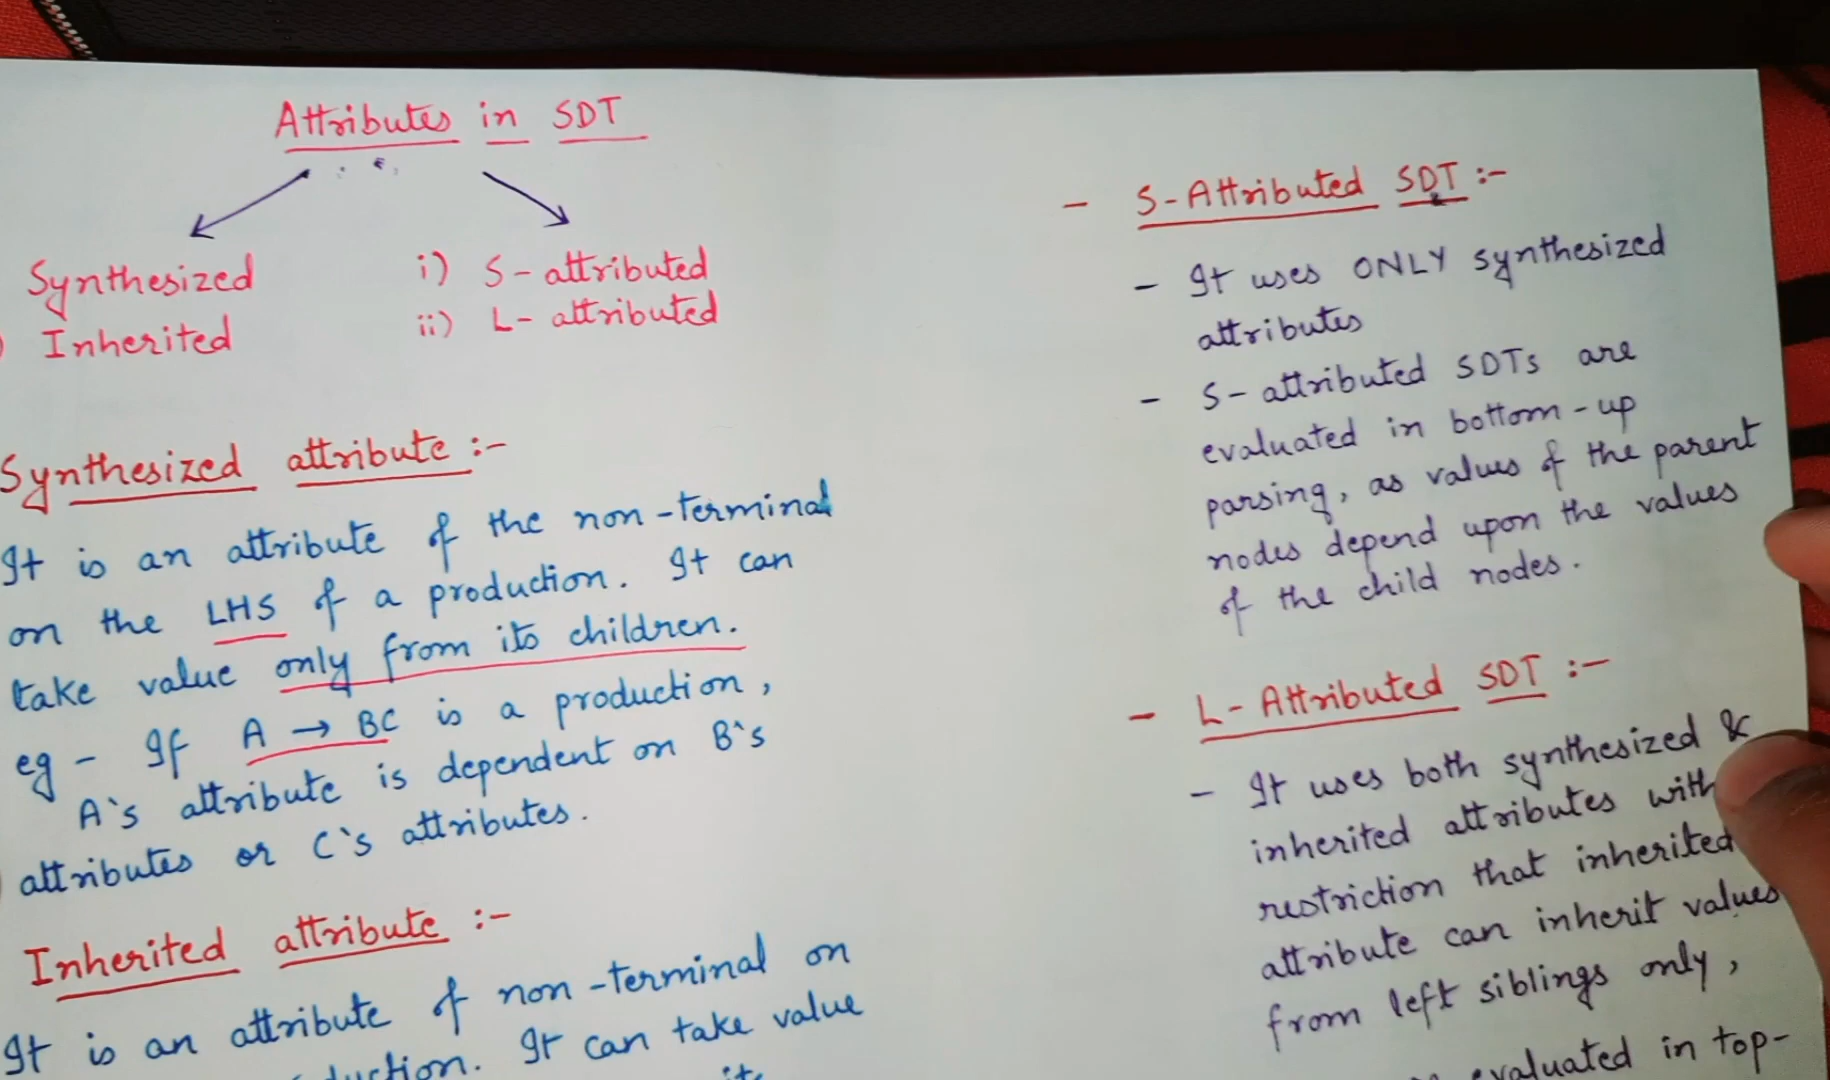 Attributes in SDT
Synthesized
) Inherited
i) S-attributed
ii) L-attributed
Synthesized attribute :-
It is an attribute of the non-terminal
on the LHS of a production. It can
take value only from its children.
eg - If A → BC is a production,
A's attribute is dependent on B's
attributes or C's attributes.
Inherited attribute :-
It is an attribute of non-terminal on
It can take value
- S-Attributed SDT :-
- It uses ONLY synthesized
attributes
- S-attributed SDTs are
evaluated in bottom-up
parsing, as values of the parent
nodes depend upon the values
of the child nodes.
- L-Attributed SDT :-
- It uses both synthesized &
inherited attributes with
restriction that inherited
attribute can inherit values
from left siblings only,
evaluated in top-